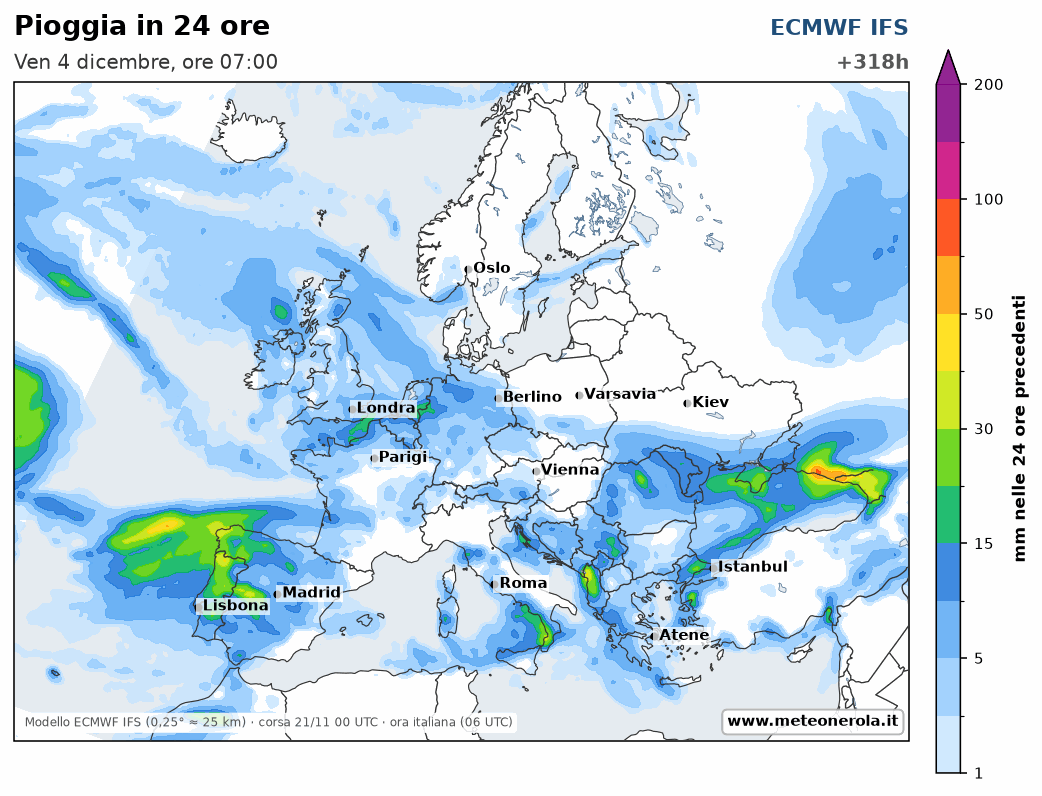 Pioggia in 24 ore
ECMWF IFS
Ven 4 dicembre, ore 07:00
+318h
200
100
50
30
15
5
1
mm nelle 24 ore precedenti
Oslo
Berlino
Varsavia
Kiev
Londra
Parigi
Vienna
Istanbul
Roma
Madrid
Lisbona
Atene
Modello ECMWF IFS (0,25° ≈ 25 km) · corsa 21/11 00 UTC · ora italiana (06 UTC)
www.meteonerola.it